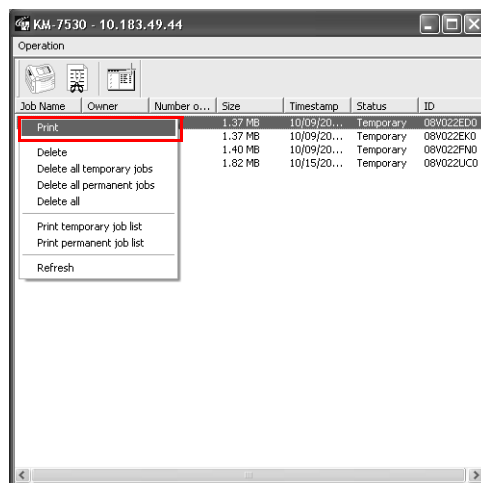 KM-7530 - 10.183.49.44
Operation
Job Name Owner Number o... Size Timestamp Status ID
Print
1.37 MB 10/09/20... Temporary 08V022ED0
1.37 MB 10/09/20... Temporary 08V022EK0
Delete
1.40 MB 10/09/20... Temporary 08V022FN0
Delete all temporary jobs
1.82 MB 10/15/20... Temporary 08V022UC0
Delete all permanent jobs
Delete all
Print temporary job list
Print permanent job list
Refresh